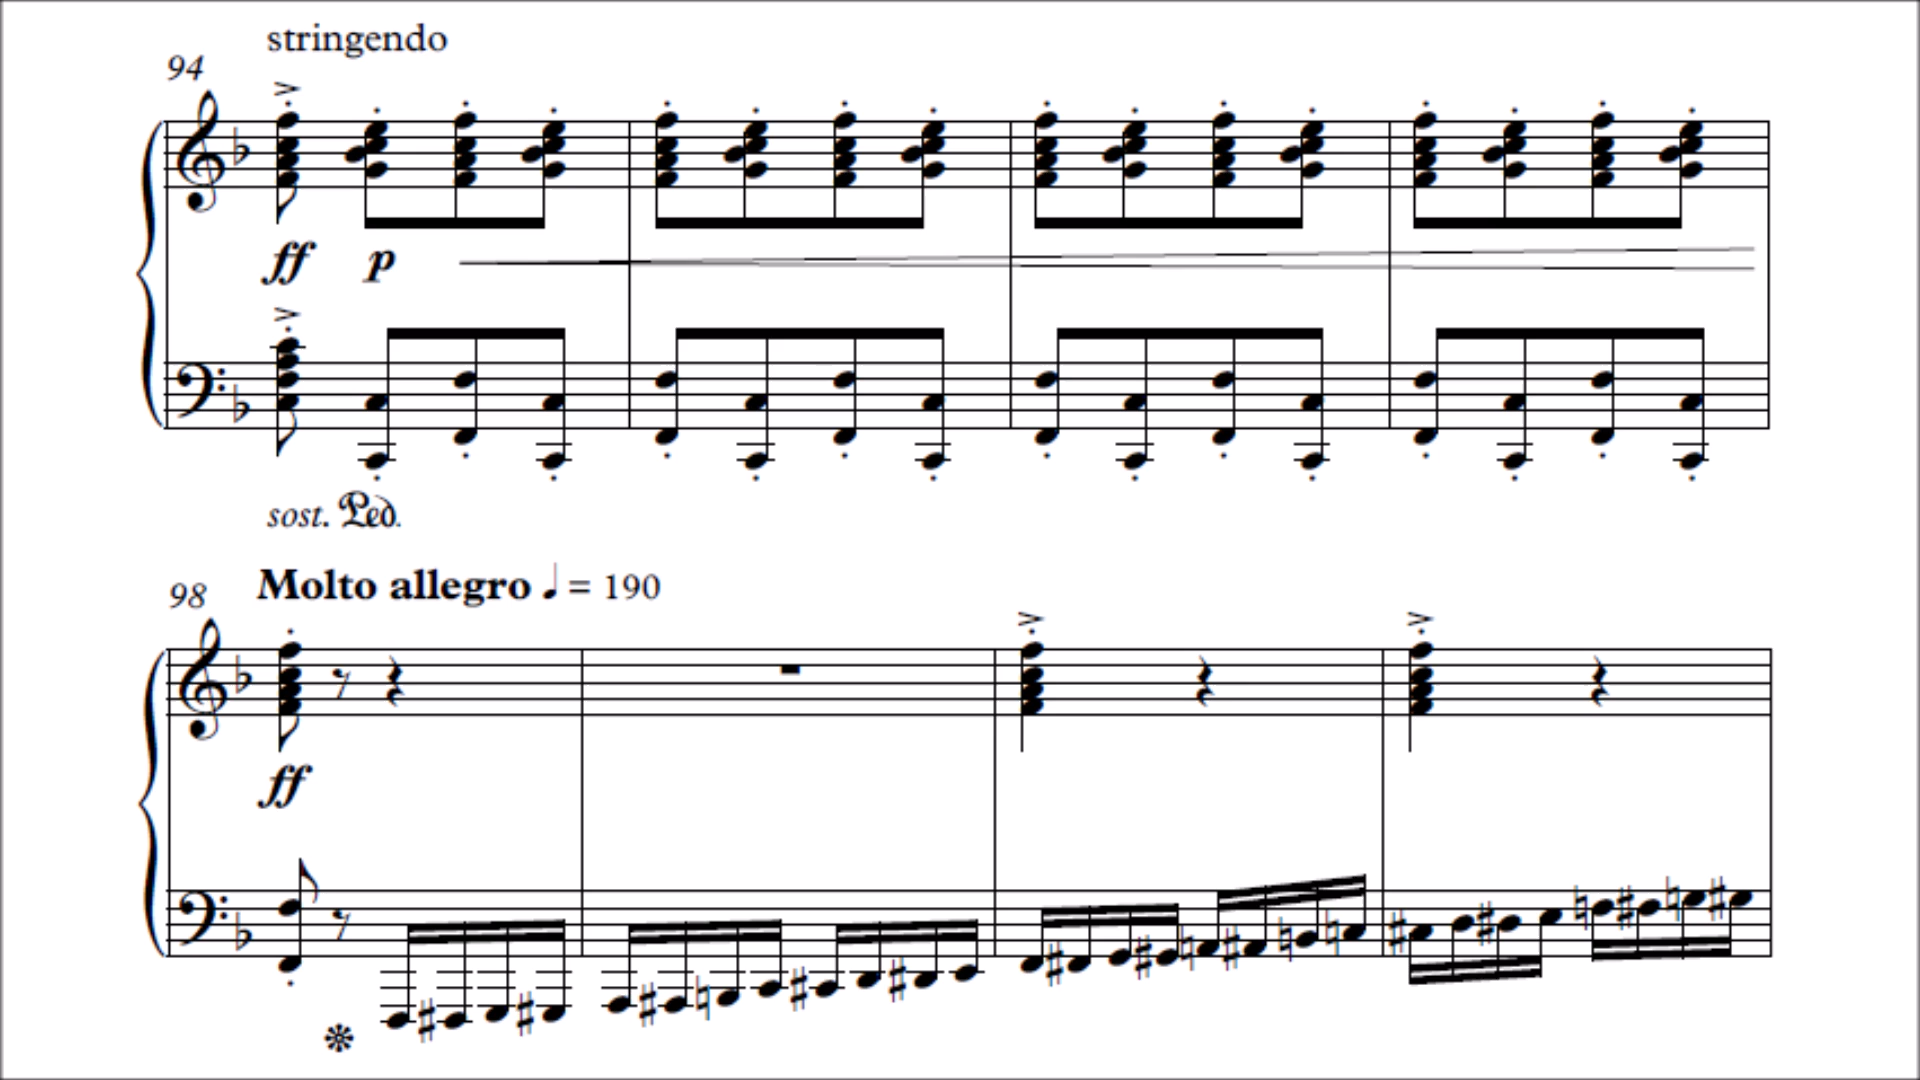 stringendo
94
ff p
sost. Ped.
98 Molto allegro ♩ = 190
ff